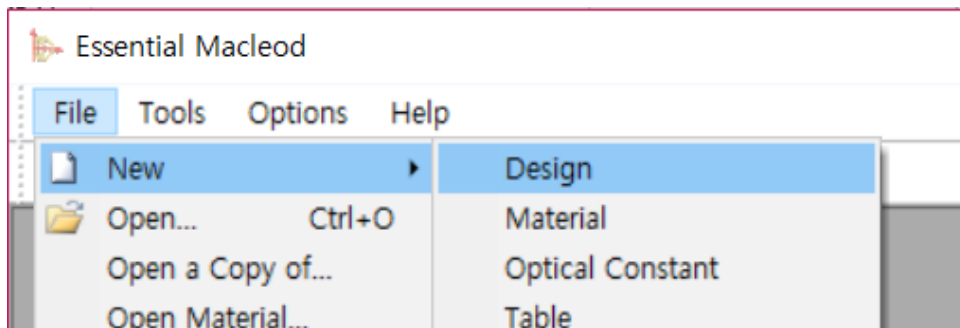 Essential Macleod
File Tools Options Help
New Design
Open... Ctrl+O Material
Open a Copy of... Optical Constant
Open Material... Table